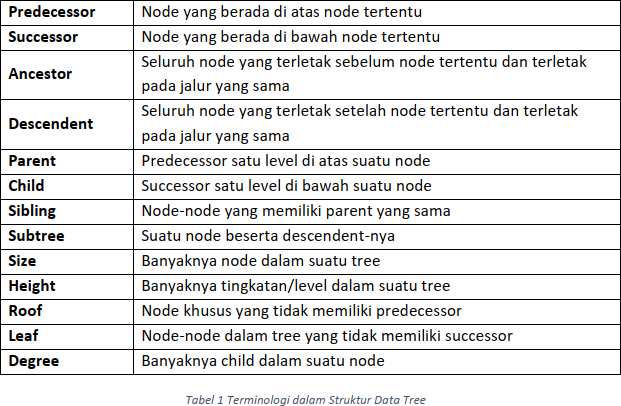 Predecessor Node yang berada di atas node tertentu
Successor Node yang berada di bawah node tertentu
Ancestor Seluruh node yang terletak sebelum node tertentu dan terletak
pada jalur yang sama
Descendent Seluruh node yang terletak setelah node tertentu dan terletak
pada jalur yang sama
Parent Predecessor satu level di atas suatu node
Child Successor satu level di bawah suatu node
Sibling Node-node yang memiliki parent yang sama
Subtree Suatu node beserta descendent-nya
Size Banyaknya node dalam suatu tree
Height Banyaknya tingkatan/level dalam suatu tree
Roof Node khusus yang tidak memiliki predecessor
Leaf Node-node dalam tree yang tidak memiliki successor
Degree Banyaknya child dalam suatu node
Tabel 1 Terminologi dalam Struktur Data Tree